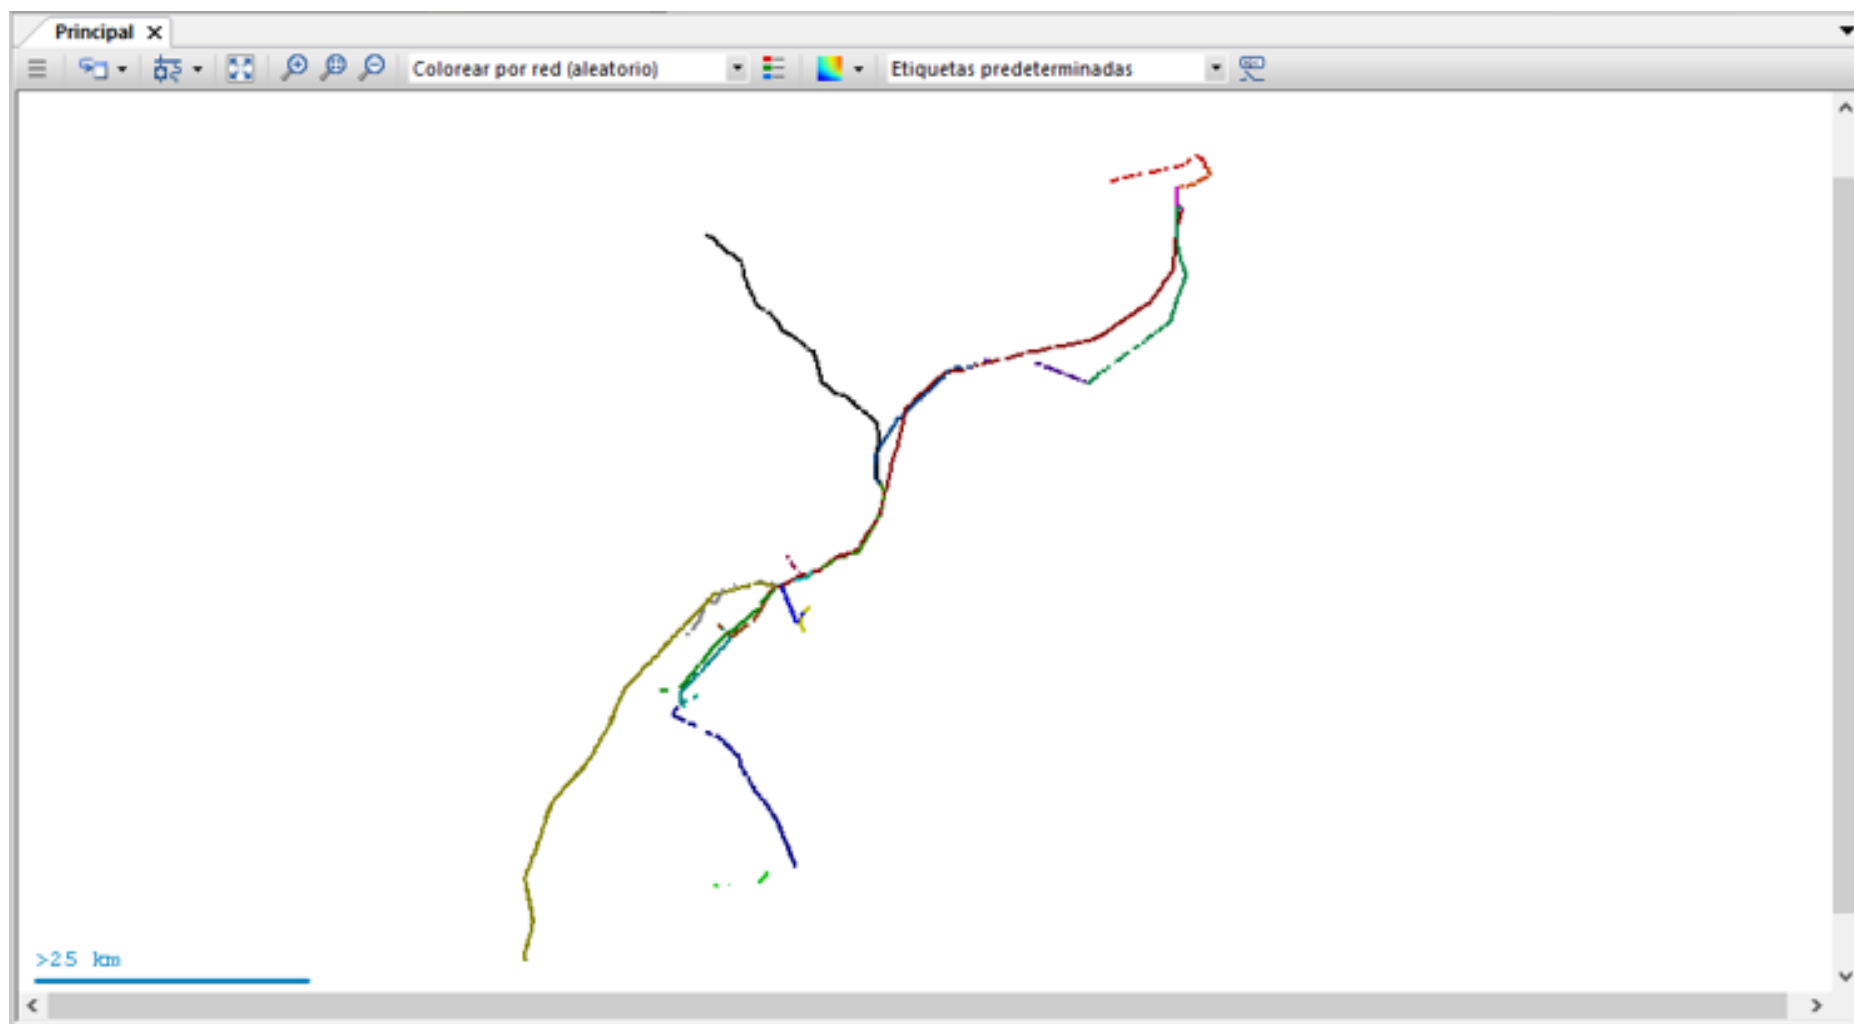 Principal
Colorear por red (aleatorio)
Etiquetas predeterminadas
>25 km